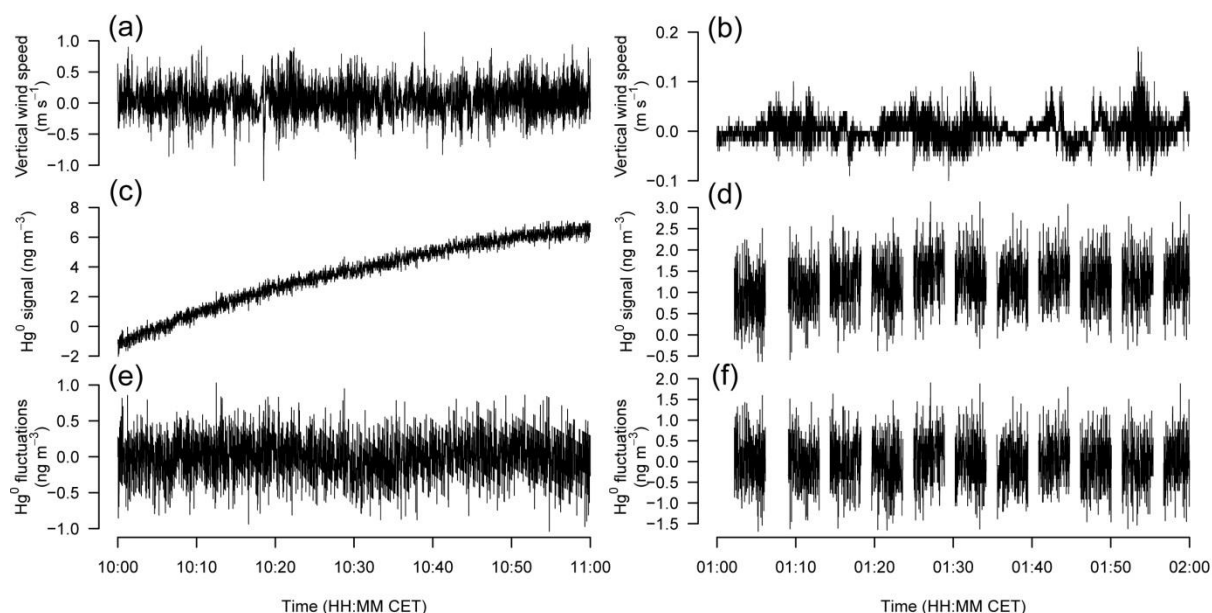 (a)
Vertical wind speed
(m s⁻¹)
1.0
0.5
0.0
−0.5
−1.0
(b)
Vertical wind speed
(m s⁻¹)
0.2
0.1
0.0
0.1
(c)
Hg⁰ signal (ng m⁻³)
8
6
4
2
0
−2
(d)
Hg⁰ signal (ng m⁻³)
3.0
2.5
2.0
1.5
1.0
0.5
0.0
−0.5
(e)
Hg⁰ fluctuations
(ng m⁻³)
1.0
0.5
0.0
−0.5
−1.0
10:00 10:10 10:20 10:30 10:40 10:50 11:00
Time (HH:MM CET)
(f)
Hg⁰ fluctuations
(ng m⁻³)
2.0
1.5
1.0
0.5
0.0
−0.5
−1.0
−1.5
01:00 01:10 01:20 01:30 01:40 01:50 02:00
Time (HH:MM CET)